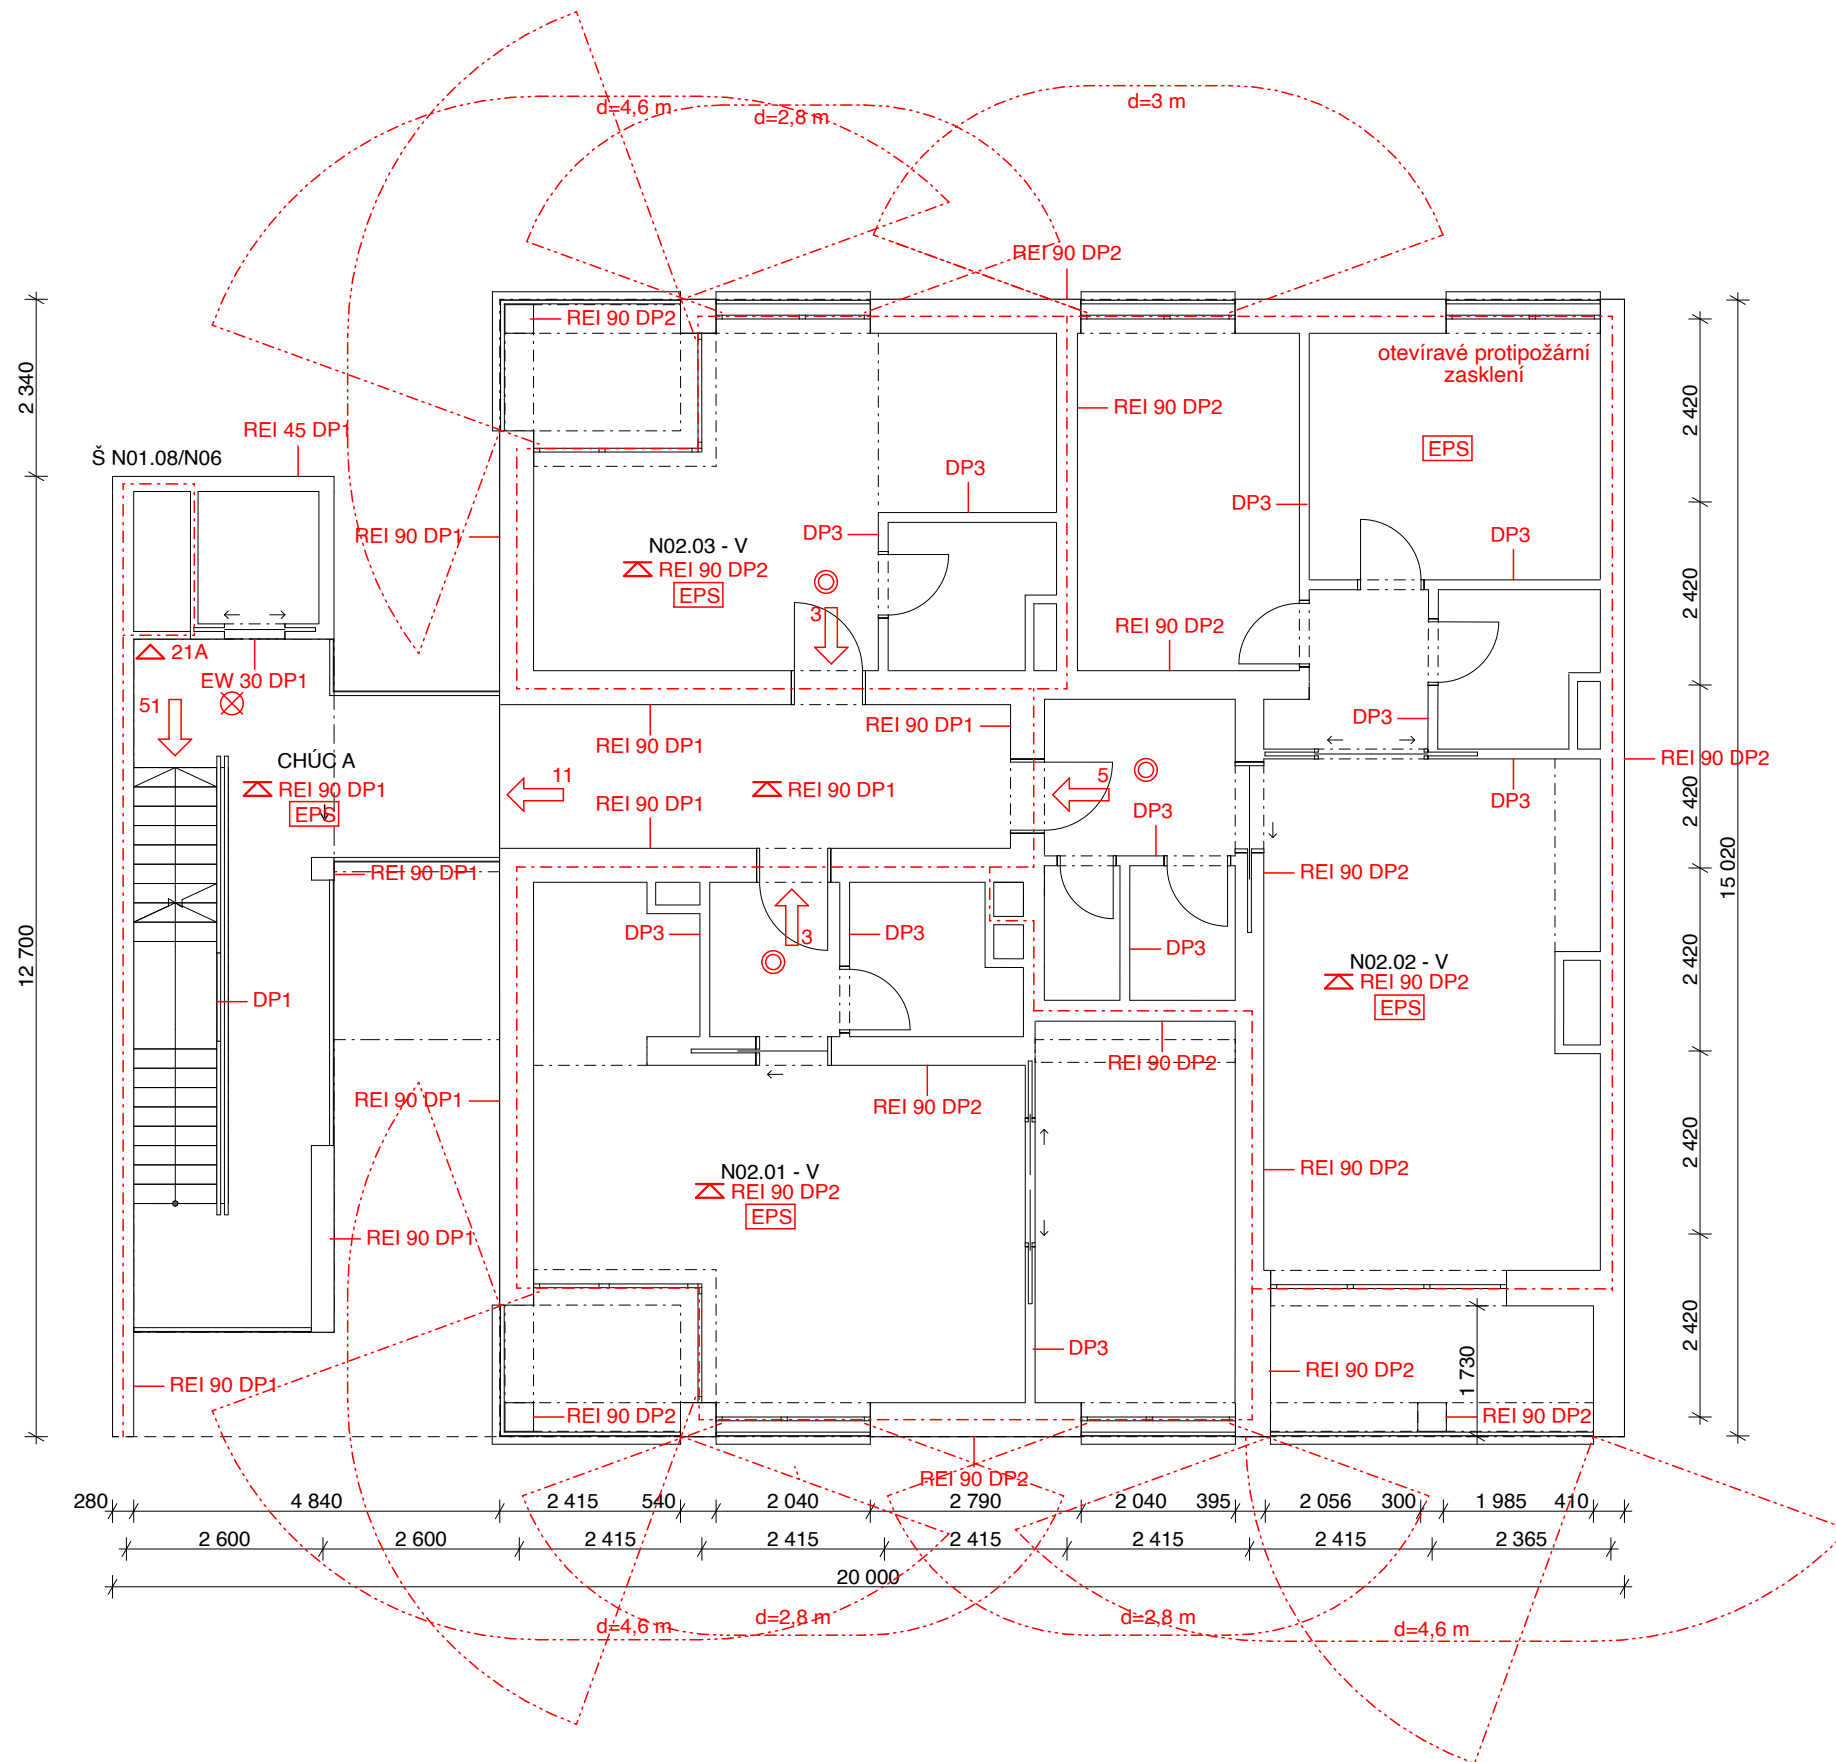 d=4,6 m
d=2,8 m
d=3 m
REI 90 DP2
REI 90 DP2
otevíravé protipožární
zasklení
2 340
REI 45 DP1
Š N01.08/N06
REI 90 DP2
2 420
EPS
DP3
DP3
REI 90 DP1
DP3
DP3
N02.03 - V
REI 90 DP2
EPS
3
2 420
REI 90 DP2
21A
EW 30 DP1
51
REI 90 DP1
REI 90 DP1
DP3
CHÚC A
REI 90 DP1
EPS
11
REI 90 DP1
REI 90 DP1
5
DP3
DP3
REI 90 DP2
2 420
15 020
REI 90 DP1
REI 90 DP2
12 700
DP3
3
DP3
DP3
N02.02 - V
REI 90 DP2
EPS
2 420
DP1
REI 90 DP2
REI 90 DP1
REI 90 DP2
2 420
N02.01 - V
REI 90 DP2
EPS
REI 90 DP2
REI 90 DP1
2 420
DP3
1 730
REI 90 DP1
REI 90 DP2
REI 90 DP2
REI 90 DP2
REI 90 DP2
280
4 840
2 415
540
2 040
2 790
2 040
395
2 056
300
1 985
410
2 600
2 600
2 415
2 415
2 415
2 415
2 415
2 365
20 000
d=4,6 m
d=2,8 m
d=2,8 m
d=4,6 m